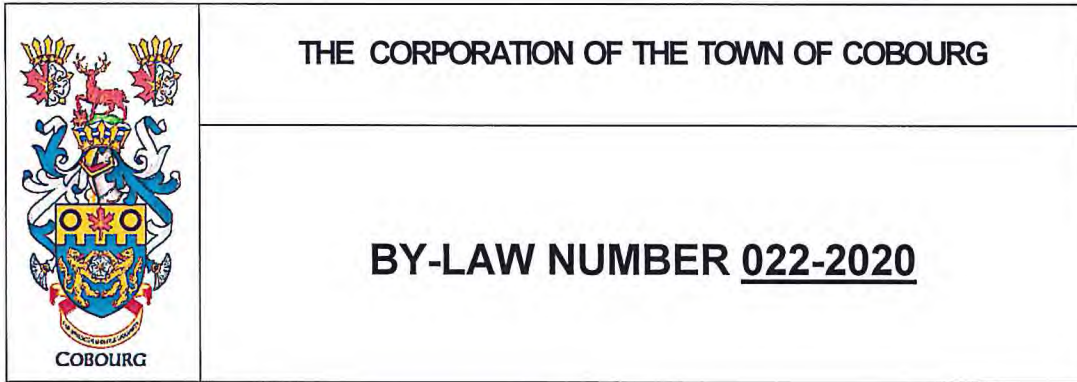 THE CORPORATION OF THE TOWN OF COBOURG
BY-LAW NUMBER 022-2020
COBOURG